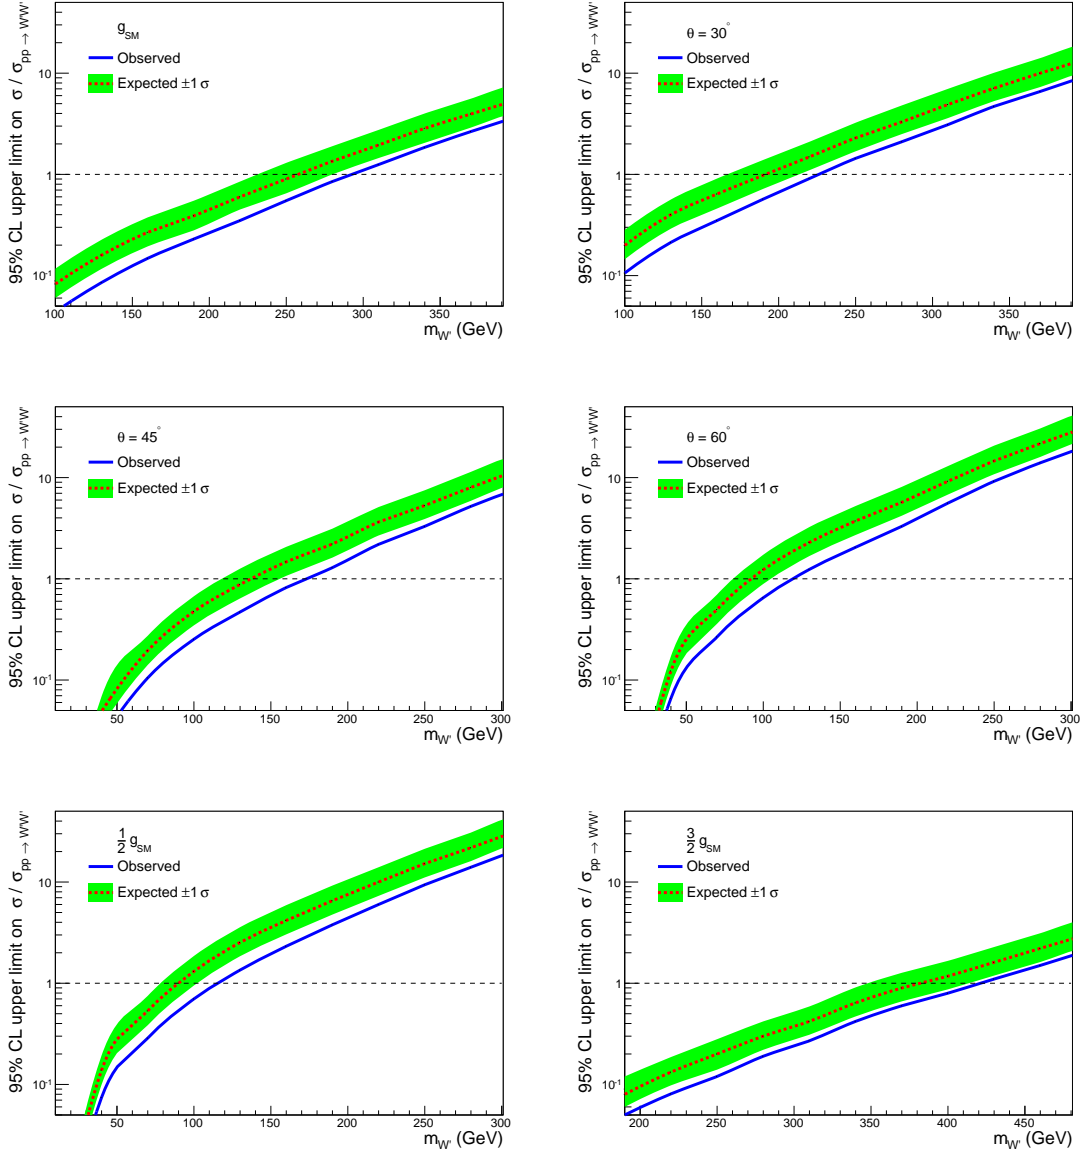 95% CL upper limit on σ / σpp → W'W'
g_SM
Observed
Expected ±1 σ
10
1
10^-1
100 150 200 250 300 350
m_W' (GeV)
95% CL upper limit on σ / σpp → W'W'
θ = 30°
Observed
Expected ±1 σ
10
1
10^-1
100 150 200 250 300 350
m_W' (GeV)
95% CL upper limit on σ / σpp → W'W'
θ = 45°
Observed
Expected ±1 σ
10
1
10^-1
50 100 150 200 250 300
m_W' (GeV)
95% CL upper limit on σ / σpp → W'W'
θ = 60°
Observed
Expected ±1 σ
10
1
10^-1
50 100 150 200 250 300
m_W' (GeV)
95% CL upper limit on σ / σpp → W'W'
1/2 g_SM
Observed
Expected ±1 σ
10
1
10^-1
50 100 150 200 250 300
m_W' (GeV)
95% CL upper limit on σ / σpp → W'W'
3/2 g_SM
Observed
Expected ±1 σ
10
1
10^-1
200 250 300 350 400 450
m_W' (GeV)